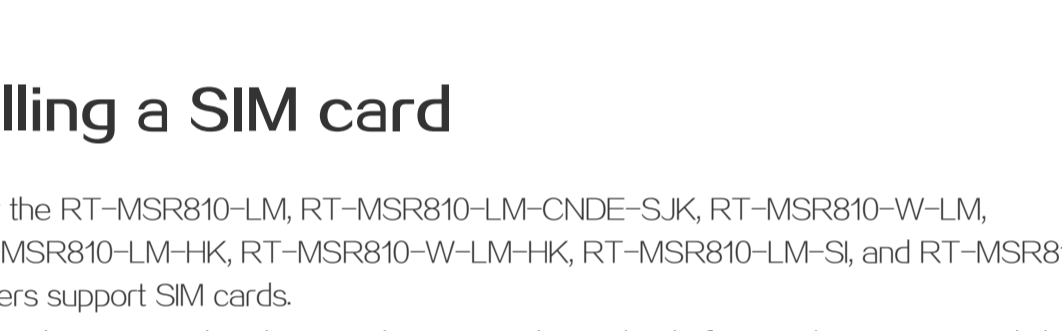 lling a SIM card
the RT-MSR810-LM, RT-MSR810-LM-CNDE-SJK, RT-MSR810-W-LM,
MSR810-LM-HK, RT-MSR810-W-LM-HK, RT-MSR810-LM-SI, and RT-MSR8
ers support SIM cards.